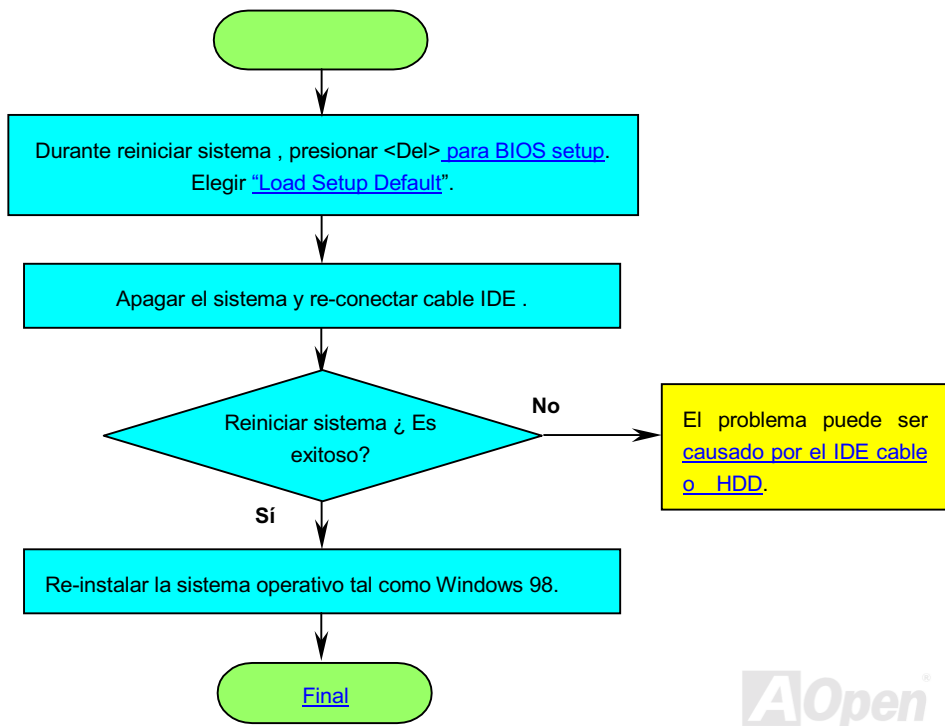 Durante reiniciar sistema , presionar <Del> para BIOS setup.
Elegir “Load Setup Default”.
Apagar el sistema y re-conectar cable IDE .
Reiniciar sistema ¿ Es
exitoso?
No
El problema puede ser
causado por el IDE cable
o HDD.
Sí
Re-instalar la sistema operativo tal como Windows 98.
Final
AOpen®